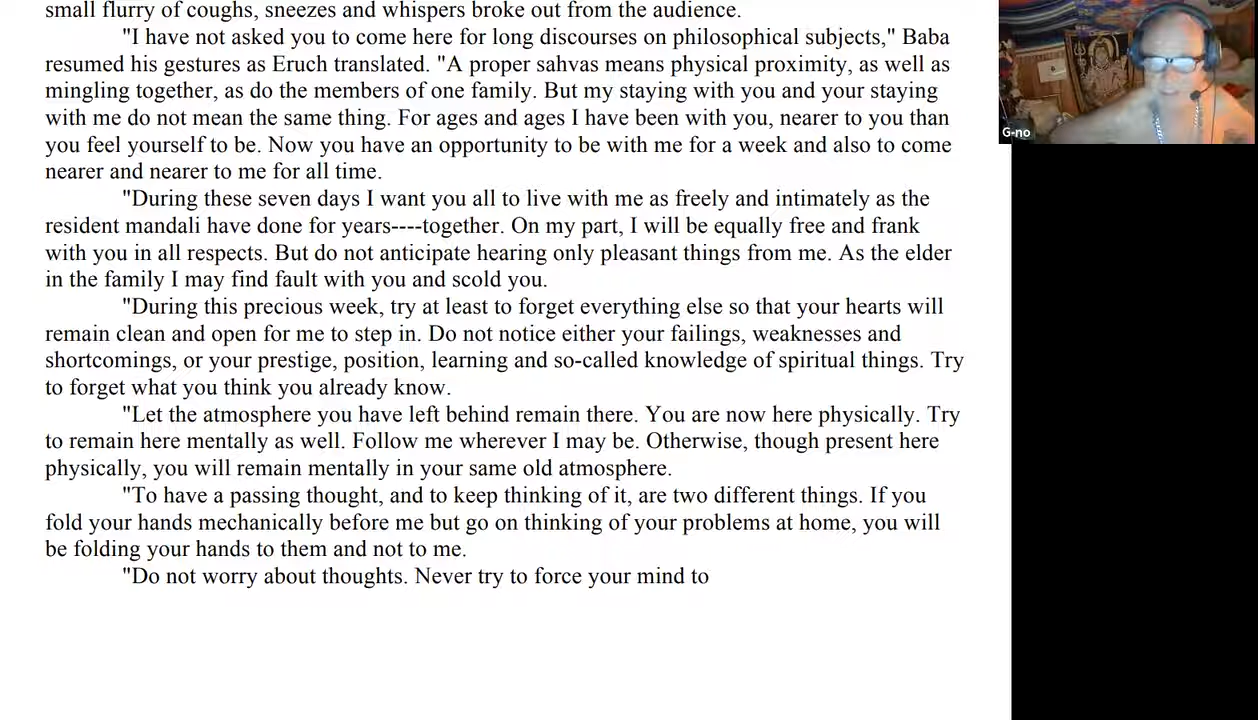 small flurry of coughs, sneezes and whispers broke out from the audience.
"I have not asked you to come here for long discourses on philosophical subjects," Baba
resumed his gestures as Eruch translated. "A proper sahvas means physical proximity, as well as
mingling together, as do the members of one family. But my staying with you and your staying
with me do not mean the same thing. For ages and ages I have been with you, nearer to you than
you feel yourself to be. Now you have an opportunity to be with me for a week and also to come
nearer and nearer to me for all time.
"During these seven days I want you all to live with me as freely and intimately as the
resident mandali have done for years----together. On my part, I will be equally free and frank
with you in all respects. But do not anticipate hearing only pleasant things from me. As the elder
in the family I may find fault with you and scold you.
"During this precious week, try at least to forget everything else so that your hearts will
remain clean and open for me to step in. Do not notice either your failings, weaknesses and
shortcomings, or your prestige, position, learning and so-called knowledge of spiritual things. Try
to forget what you think you already know.
"Let the atmosphere you have left behind remain there. You are now here physically. Try
to remain here mentally as well. Follow me wherever I may be. Otherwise, though present here
physically, you will remain mentally in your same old atmosphere.
"To have a passing thought, and to keep thinking of it, are two different things. If you
fold your hands mechanically before me but go on thinking of your problems at home, you will
be folding your hands to them and not to me.
"Do not worry about thoughts. Never try to force your mind to
G-no